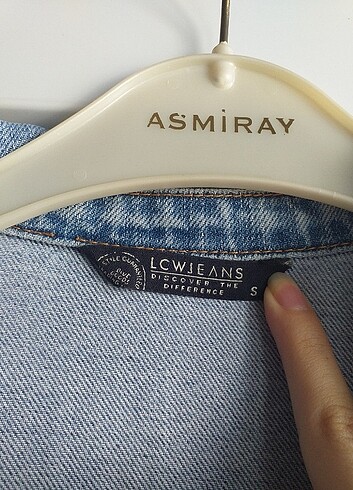 ASMİRAY
LCWJEANS
DISCOVER THE
DIFFERENCE
S